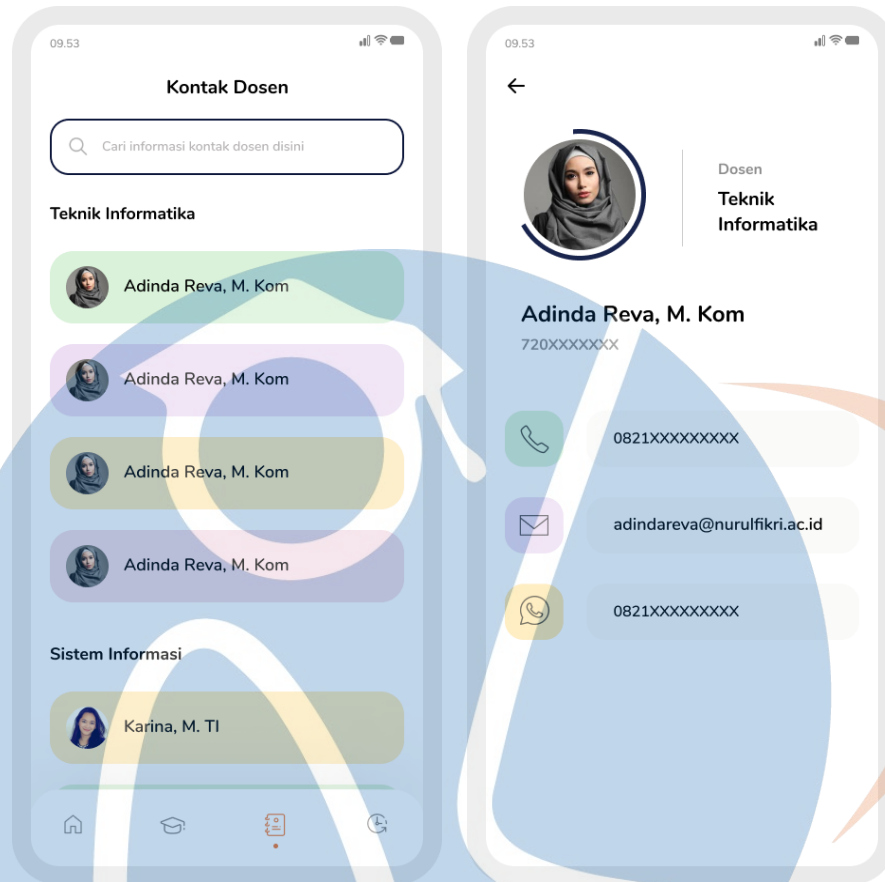 09.53
Kontak Dosen
Cari informasi kontak dosen disini
Teknik Informatika
Adinda Reva, M. Kom
Adinda Reva, M. Kom
Adinda Reva, M. Kom
Adinda Reva, M. Kom
Sistem Informasi
Karina, M. TI
09.53
Dosen
Teknik
Informatika
Adinda Reva, M. Kom
720XXXXXXX
0821XXXXXXXXX
adindareva@nurulfikri.ac.id
0821XXXXXXXXX